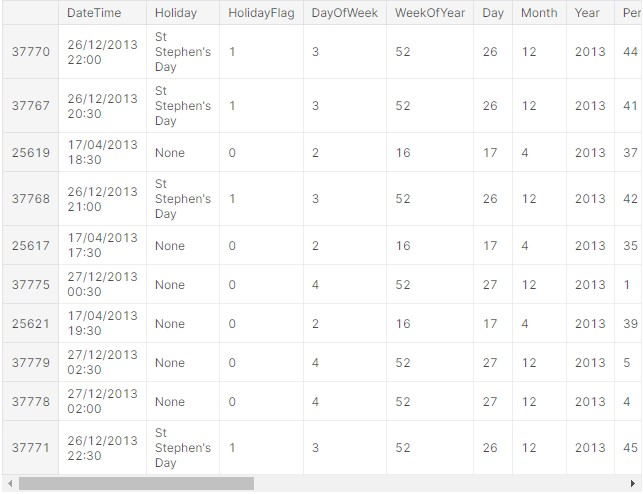 DateTime Holiday HolidayFlag DayOfWeek WeekOfYear Day Month Year Per
37770 26/12/2013 22:00 St Stephen's Day 1 3 52 26 12 2013 44
37767 26/12/2013 20:30 St Stephen's Day 1 3 52 26 12 2013 41
25619 17/04/2013 18:30 None 0 2 16 17 4 2013 37
37768 26/12/2013 21:00 St Stephen's Day 1 3 52 26 12 2013 42
25617 17/04/2013 17:30 None 0 2 16 17 4 2013 35
37775 27/12/2013 00:30 None 0 4 52 27 12 2013 1
25621 17/04/2013 19:30 None 0 2 16 17 4 2013 39
37779 27/12/2013 02:30 None 0 4 52 27 12 2013 5
37778 27/12/2013 02:00 None 0 4 52 27 12 2013 4
37771 26/12/2013 22:30 St Stephen's Day 1 3 52 26 12 2013 45